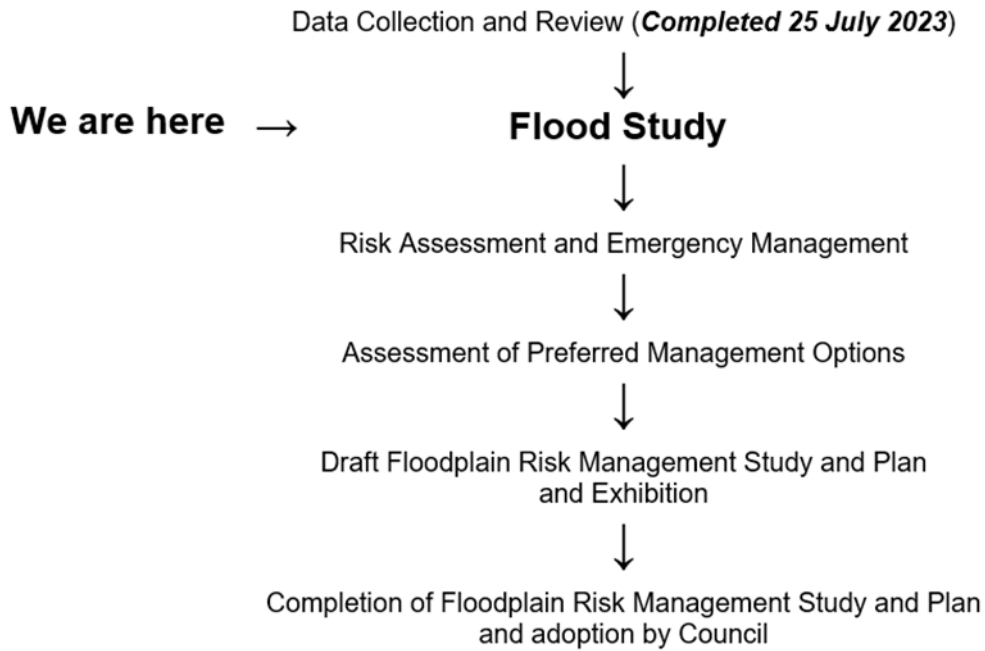 Data Collection and Review (Completed 25 July 2023)
We are here → Flood Study
Risk Assessment and Emergency Management
Assessment of Preferred Management Options
Draft Floodplain Risk Management Study and Plan
and Exhibition
Completion of Floodplain Risk Management Study and Plan
and adoption by Council